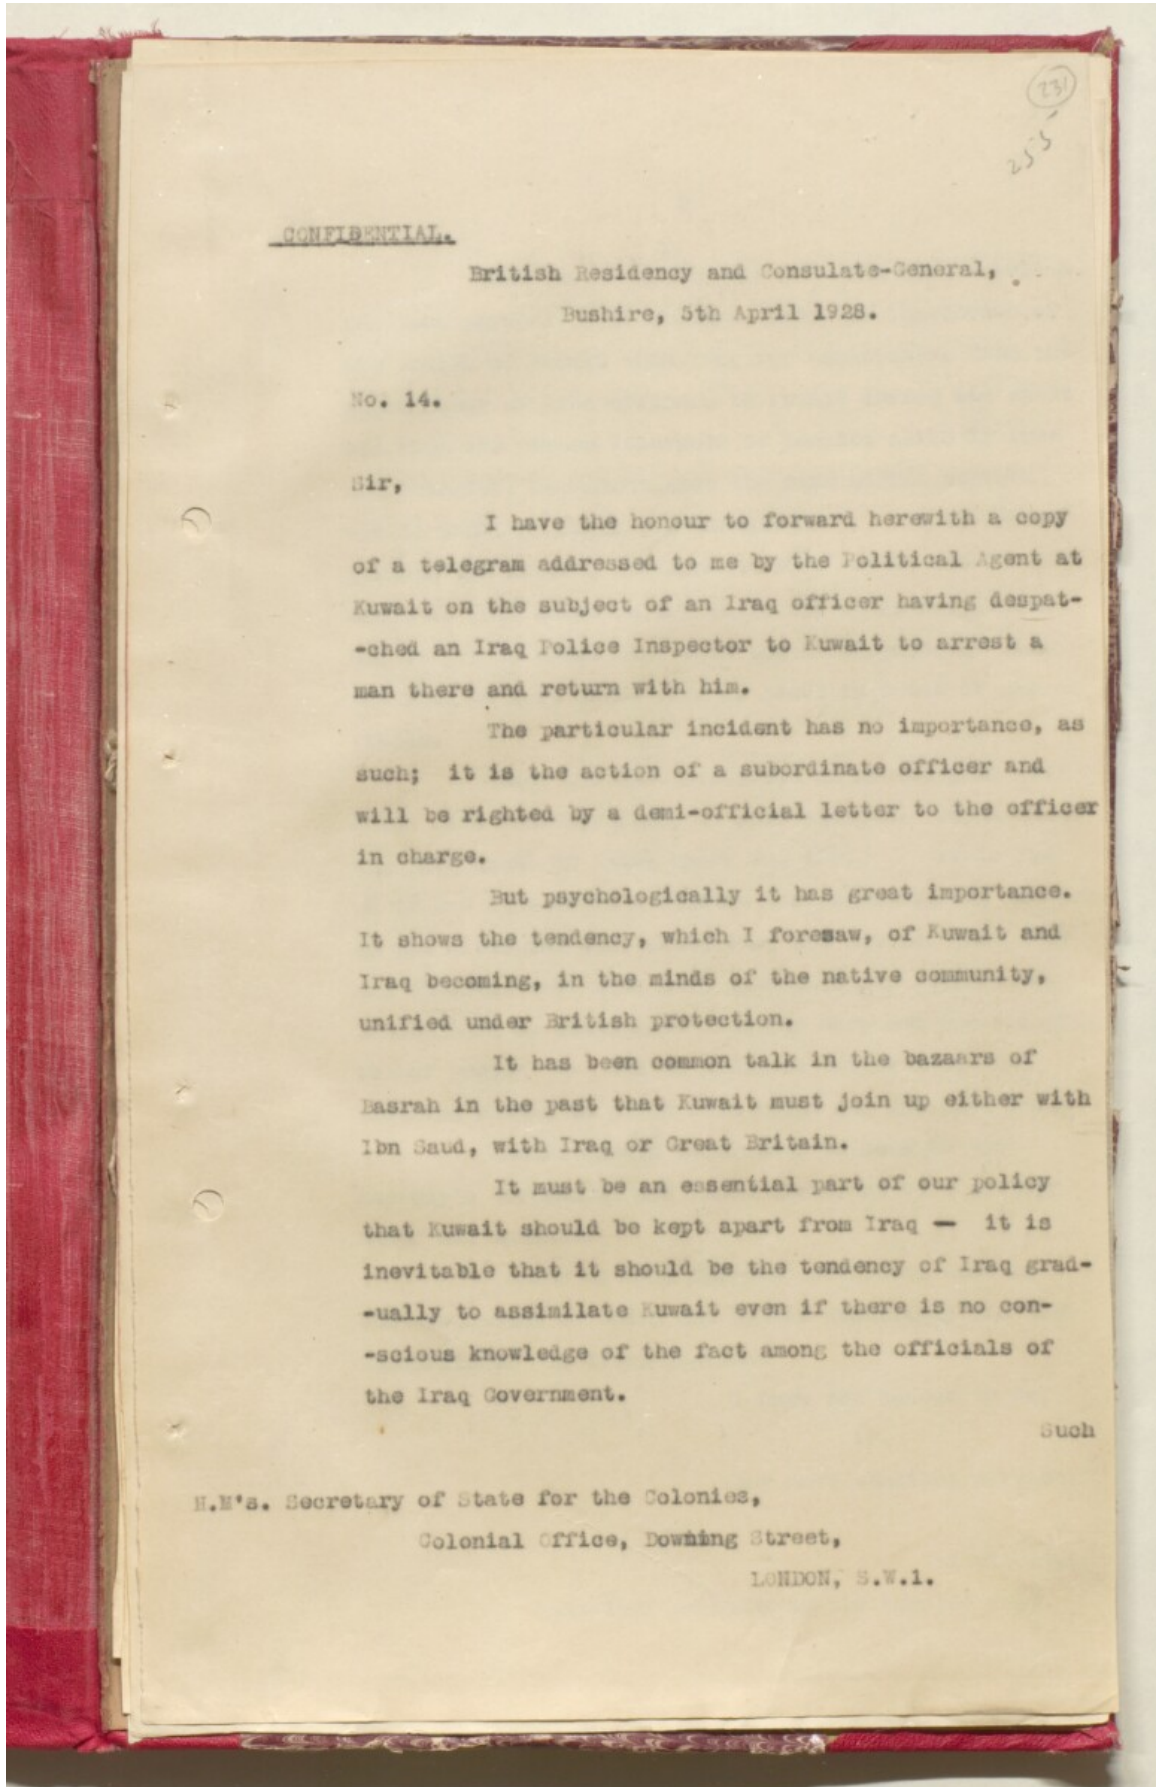 231
255
CONFIDENTIAL.
British Residency and Consulate-General,
Bushire, 5th April 1928.
No. 14.
Sir,
I have the honour to forward herewith a copy
of a telegram addressed to me by the Political Agent at
Kuwait on the subject of an Iraq officer having despat-
-ched an Iraq Police Inspector to Kuwait to arrest a
man there and return with him.
The particular incident has no importance, as
such; it is the action of a subordinate officer and
will be righted by a demi-official letter to the officer
in charge.
But psychologically it has great importance.
It shows the tendency, which I foresaw, of Kuwait and
Iraq becoming, in the minds of the native community,
unified under British protection.
It has been common talk in the bazaars of
Basrah in the past that Kuwait must join up either with
Ibn Saud, with Iraq or Great Britain.
It must be an essential part of our policy
that Kuwait should be kept apart from Iraq — it is
inevitable that it should be the tendency of Iraq grad-
-ually to assimilate Kuwait even if there is no con-
-scious knowledge of the fact among the officials of
the Iraq Government.
Such
H.M's. Secretary of State for the Colonies,
Colonial Office, Downing Street,
LONDON, S.W.1.